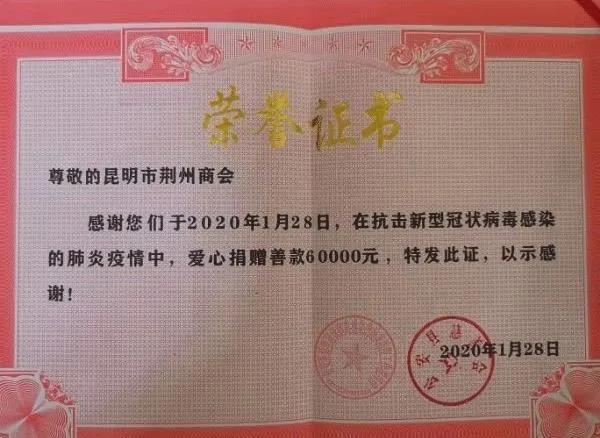 荣誉证书
尊敬的昆明市荆州商会
感谢您们于2020年1月28日，在抗击新型冠状病毒感染
的肺炎疫情中，爱心捐赠善款60000元，特发此证，以示感
谢！
2020年1月28日